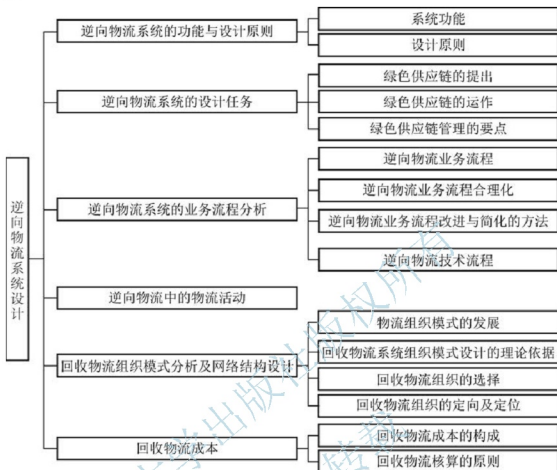 逆向物流系统设计
逆向物流系统的功能与设计原则
系统功能
设计原则
逆向物流系统的设计任务
绿色供应链的提出
绿色供应链的运作
绿色供应链管理的要点
逆向物流系统的业务流程分析
逆向物流业务流程
逆向物流业务流程合理化
逆向物流业务流程改进与简化的方法
逆向物流技术流程
逆向物流中的物流活动
回收物流组织模式分析及网络结构设计
物流组织模式的发展
回收物流系统组织模式设计的理论依据
回收物流组织的选择
回收物流组织的定向及定位
回收物流成本
回收物流成本的构成
回收物流核算的原则
大学出版社版权所有
转载